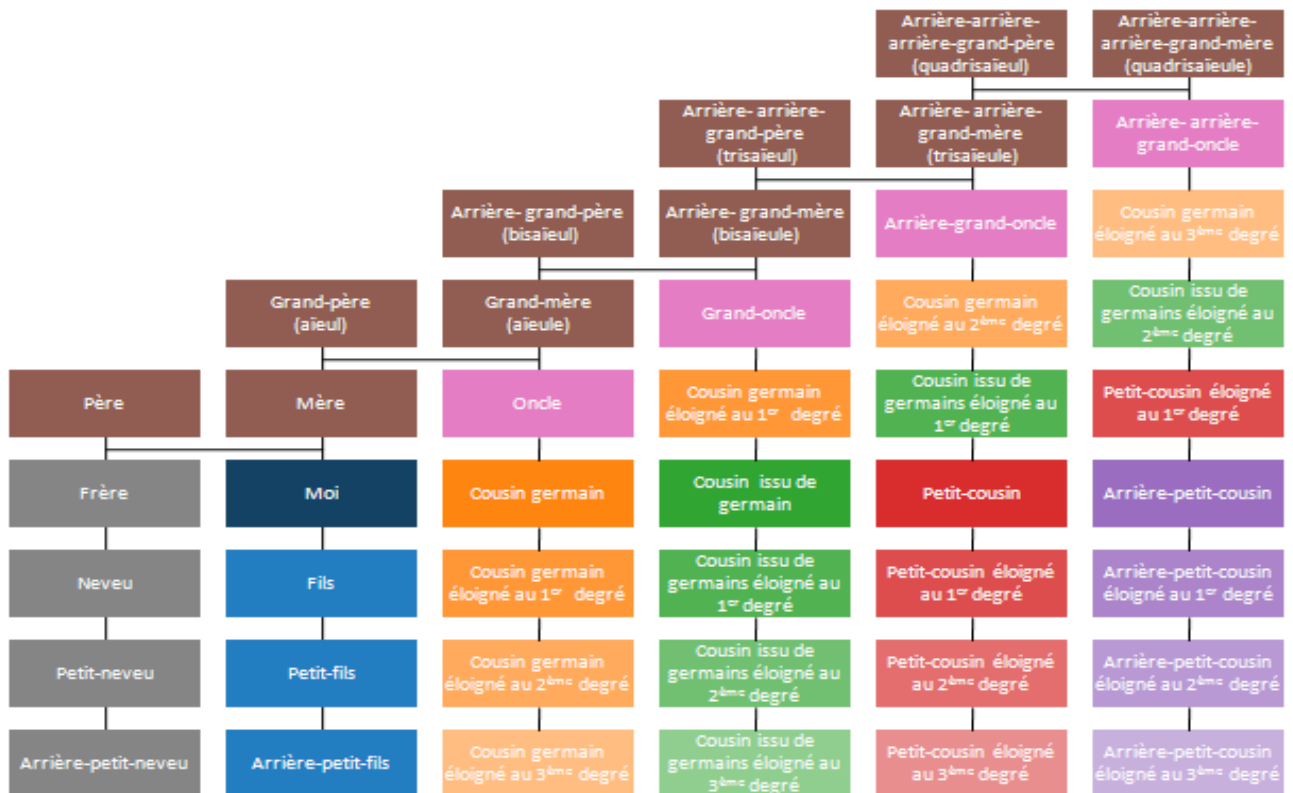 Arrière-arrière-
arrière-grand-père
(quadrisaïeul)
Arrière-arrière-
arrière-grand-mère
(quadrisaïeule)
Arrière- arrière-
grand-père
(trisaïeul)
Arrière- arrière-
grand-mère
(trisaïeule)
Arrière- arrière-
grand-oncle
Arrière- grand-père
(bisaïeul)
Arrière- grand-mère
(bisaïeule)
Arrière-grand-oncle
Cousin germain
éloigné au 3ème degré
Grand-père
(aïeul)
Grand-mère
(aïeule)
Grand-oncle
Cousin germain
éloigné au 2ème degré
Cousin issu de
germains éloigné au
2ème degré
Père
Mère
Oncle
Cousin germain
éloigné au 1er degré
Cousin issu de
germains éloigné au
1er degré
Petit-cousin éloigné
au 1er degré
Frère
Moi
Cousin germain
Cousin issu de
germain
Petit-cousin
Arrière-petit-cousin
Neveu
Fils
Cousin germain
éloigné au 1er degré
Cousin issu de
germains éloigné au
1er degré
Petit-cousin éloigné
au 1er degré
Arrière-petit-cousin
éloigné au 1er degré
Petit-neveu
Petit-fils
Cousin germain
éloigné au 2ème degré
Cousin issu de
germains éloigné au
2ème degré
Petit-cousin éloigné
au 2ème degré
Arrière-petit-cousin
éloigné au 2ème degré
Arrière-petit-neveu
Arrière-petit-fils
Cousin germain
éloigné au 3ème degré
Cousin issu de
germains éloigné au
3ème degré
Petit-cousin éloigné
au 3ème degré
Arrière-petit-cousin
éloigné au 3ème degré